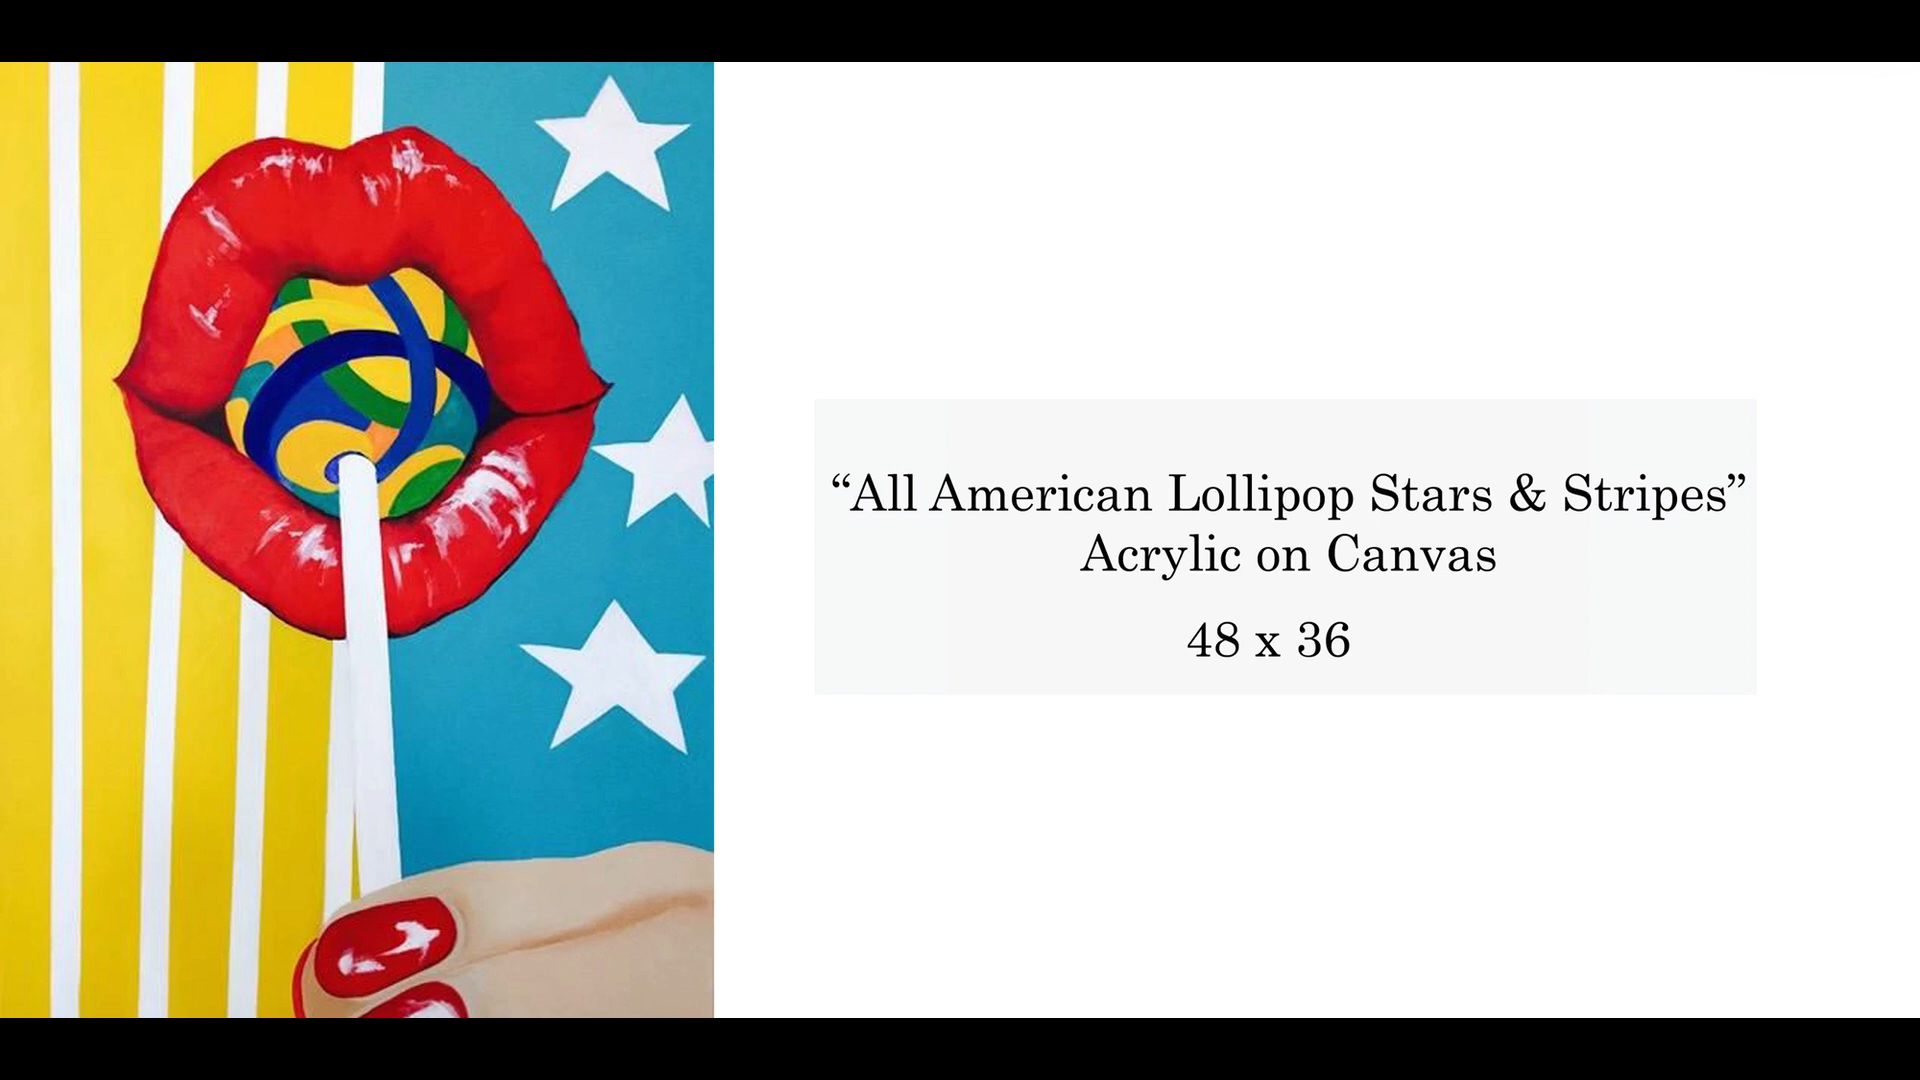 “All American Lollipop Stars & Stripes”
Acrylic on Canvas
48 x 36